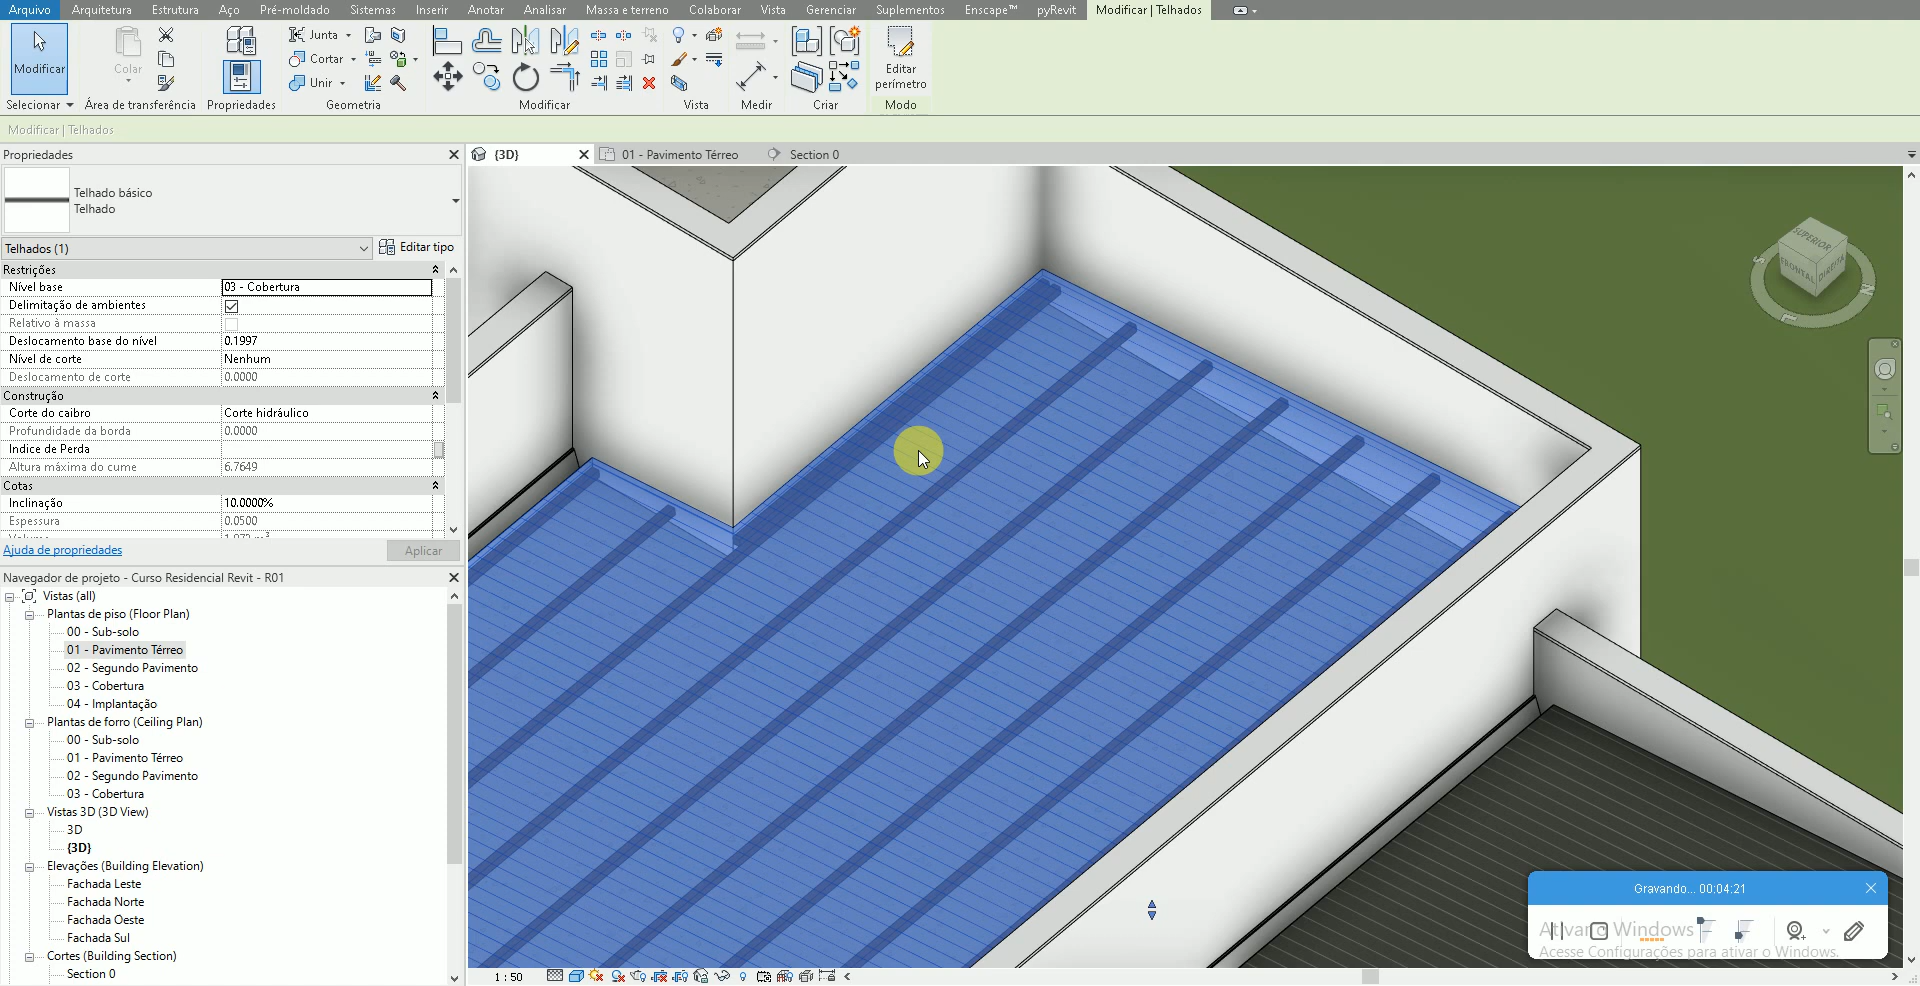 Arquivo Arquitetura Estrutura Aço Pré-moldado Sistemas Inserir Anotar Analisar Massa e terreno Colaborar Vista Gerenciar Suplementos Enscape™ pyRevit Modificar | Telhados
Modificar
Colar
Junta
Cortar
Unir
Editar
perímetro
Selecionar Área de transferência Propriedades Geometria Modificar Vista Medir Criar Modo
Modificar | Telhados
Propriedades
{3D} 01 - Pavimento Térreo Section 0
Telhado básico
Telhado
Telhados (1) Editar tipo
Restrições
Nível base 03 - Cobertura
Delimitação de ambientes
Relativo à massa
Deslocamento base do nível 0.1997
Nível de corte Nenhum
Deslocamento de corte 0.0000
Construção
Corte do caibro Corte hidráulico
Profundidade da borda 0.0000
Indice de Perda
Altura máxima do cume 6.7649
Cotas
Inclinação 10.0000%
Espessura 0.0500
Ajuda de propriedades Aplicar
Navegador de projeto - Curso Residencial Revit - R01
Vistas (all)
Plantas de piso (Floor Plan)
00 - Sub-solo
01 - Pavimento Térreo
02 - Segundo Pavimento
03 - Cobertura
04 - Implantação
Plantas de forro (Ceiling Plan)
00 - Sub-solo
01 - Pavimento Térreo
02 - Segundo Pavimento
03 - Cobertura
Vistas 3D (3D View)
3D
{3D}
Elevações (Building Elevation)
Fachada Leste
Fachada Norte
Fachada Oeste
Fachada Sul
Cortes (Building Section)
Section 0
SUPERIOR
FRONTAL DIREITA
S
N
L
Gravando... 00:04:21
Ativar o Windows
Acesse Configurações para ativar o Windows.
1 : 50